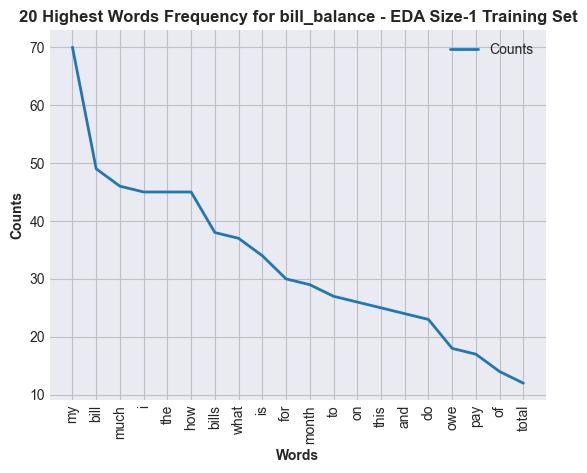 20 Highest Words Frequency for bill_balance - EDA Size-1 Training Set
Counts
70
60
50
40
30
20
10
Counts
my
bill
much
i
the
how
bills
what
is
for
month
to
on
this
and
do
owe
pay
of
total
Words